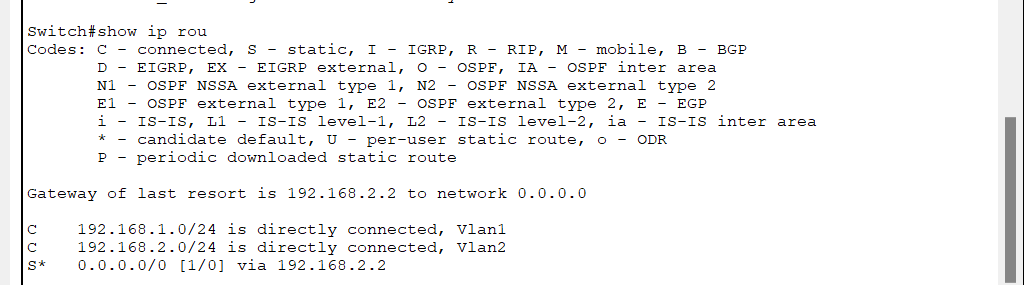 Switch#show ip rou
Codes: C - connected, S - static, I - IGRP, R - RIP, M - mobile, B - BGP
       D - EIGRP, EX - EIGRP external, O - OSPF, IA - OSPF inter area
       N1 - OSPF NSSA external type 1, N2 - OSPF NSSA external type 2
       E1 - OSPF external type 1, E2 - OSPF external type 2, E - EGP
       i - IS-IS, L1 - IS-IS level-1, L2 - IS-IS level-2, ia - IS-IS inter area
       * - candidate default, U - per-user static route, o - ODR
       P - periodic downloaded static route

Gateway of last resort is 192.168.2.2 to network 0.0.0.0

C    192.168.1.0/24 is directly connected, Vlan1
C    192.168.2.0/24 is directly connected, Vlan2
S*   0.0.0.0/0 [1/0] via 192.168.2.2